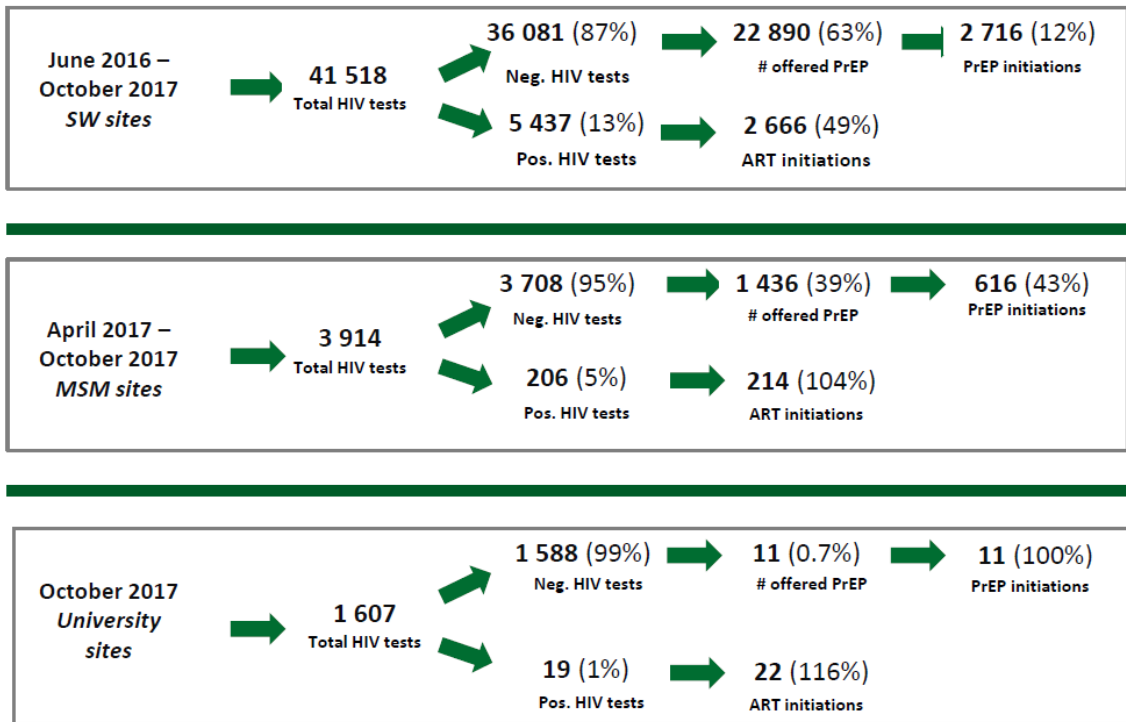 June 2016 –
October 2017
SW sites
41 518
Total HIV tests
36 081 (87%)
Neg. HIV tests
22 890 (63%)
# offered PrEP
2 716 (12%)
PrEP initiations
5 437 (13%)
Pos. HIV tests
2 666 (49%)
ART initiations
April 2017 –
October 2017
MSM sites
3 914
Total HIV tests
3 708 (95%)
Neg. HIV tests
1 436 (39%)
# offered PrEP
616 (43%)
PrEP initiations
206 (5%)
Pos. HIV tests
214 (104%)
ART initiations
October 2017
University
sites
1 607
Total HIV tests
1 588 (99%)
Neg. HIV tests
11 (0.7%)
# offered PrEP
11 (100%)
PrEP initiations
19 (1%)
Pos. HIV tests
22 (116%)
ART initiations